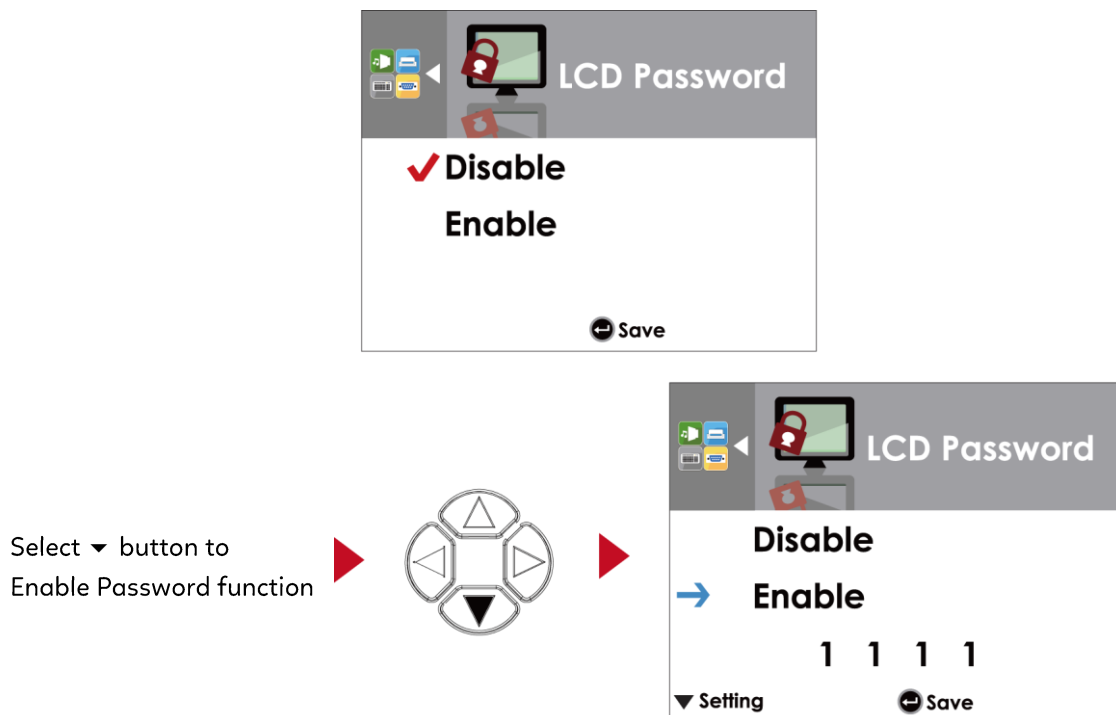 LCD Password
Disable
Enable
Save
Select ▼ button to
Enable Password function
LCD Password
Disable
Enable
1 1 1 1
▼ Setting
Save